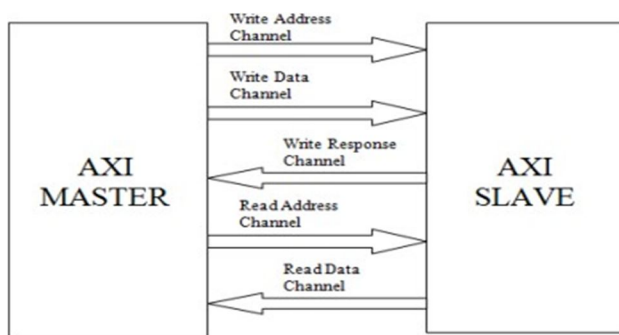 Write Address
Channel
Write Data
Channel
Write Response
Channel
AXI
MASTER
AXI
SLAVE
Read Address
Channel
Read Data
Channel